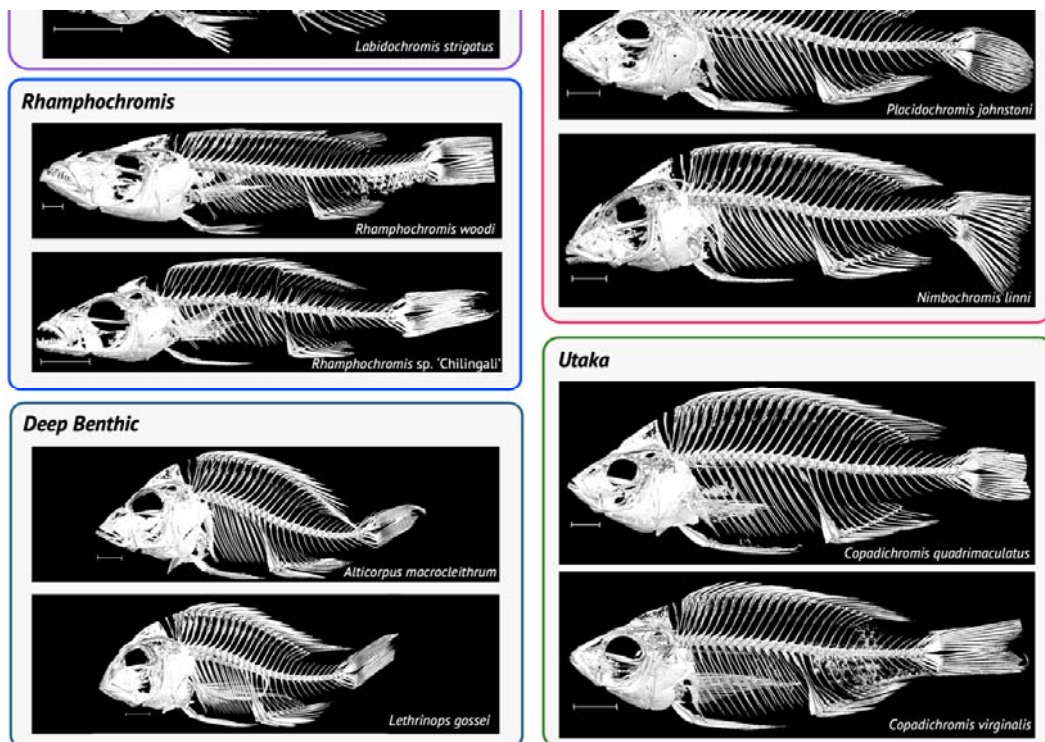 Labidochromis strigatus
Rhamphochromis
Rhamphochromis woodi
Rhamphochromis sp. 'Chilingali'
Deep Benthic
Alticorpus macrocleithrum
Lethrinops gossei
Placidochromis johnstoni
Nimbochromis linni
Utaka
Copadichromis quadrimaculatus
Copadichromis virginalis